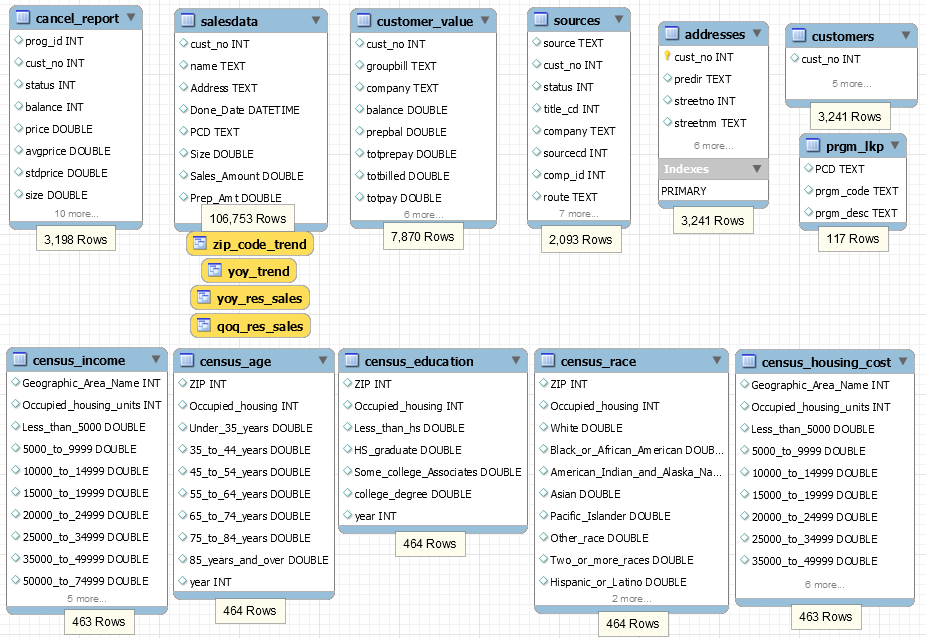 cancel_report
prog_id INT
cust_no INT
status INT
balance INT
price DOUBLE
avgprice DOUBLE
stdprice DOUBLE
size DOUBLE
10 more...
3,198 Rows
salesdata
cust_no INT
name TEXT
Address TEXT
Done_Date DATETIME
PCD TEXT
Size DOUBLE
Sales_Amount DOUBLE
Prep_Amt DOUBLE
106,753 Rows
zip_code_trend
yoy_trend
yoy_res_sales
qoq_res_sales
customer_value
cust_no INT
groupbill TEXT
company TEXT
balance DOUBLE
prepbal DOUBLE
totprepay DOUBLE
totbilled DOUBLE
totpay DOUBLE
6 more...
7,870 Rows
sources
source TEXT
cust_no INT
status INT
title_cd INT
company TEXT
sourcecd INT
comp_id INT
route TEXT
7 more...
2,093 Rows
addresses
cust_no INT
predir TEXT
streetno INT
streetnm TEXT
6 more...
Indexes
PRIMARY
3,241 Rows
customers
cust_no INT
5 more...
3,241 Rows
prgm_lkp
PCD TEXT
prgm_code TEXT
prgm_desc TEXT
117 Rows
census_income
Geographic_Area_Name INT
Occupied_housing_units INT
Less_than_5000 DOUBLE
5000_to_9999 DOUBLE
10000_to_14999 DOUBLE
15000_to_19999 DOUBLE
20000_to_24999 DOUBLE
25000_to_34999 DOUBLE
35000_to_49999 DOUBLE
50000_to_74999 DOUBLE
5 more...
463 Rows
census_age
ZIP INT
Occupied_housing INT
Under_35_years DOUBLE
35_to_44_years DOUBLE
45_to_54_years DOUBLE
55_to_64_years DOUBLE
65_to_74_years DOUBLE
75_to_84_years DOUBLE
85_years_and_over DOUBLE
year INT
464 Rows
census_education
ZIP INT
Occupied_housing INT
Less_than_hs DOUBLE
HS_graduate DOUBLE
Some_college_Associates DOUBLE
college_degree DOUBLE
year INT
464 Rows
census_race
ZIP INT
Occupied_housing INT
White DOUBLE
Black_or_African_American DOUB...
American_Indian_and_Alaska_Na...
Asian DOUBLE
Pacific_Islander DOUBLE
Other_race DOUBLE
Two_or_more_races DOUBLE
Hispanic_or_Latino DOUBLE
2 more...
464 Rows
census_housing_cost
Geographic_Area_Name INT
Occupied_housing_units INT
Less_than_5000 DOUBLE
5000_to_9999 DOUBLE
10000_to_14999 DOUBLE
15000_to_19999 DOUBLE
20000_to_24999 DOUBLE
25000_to_34999 DOUBLE
35000_to_49999 DOUBLE
6 more...
463 Rows